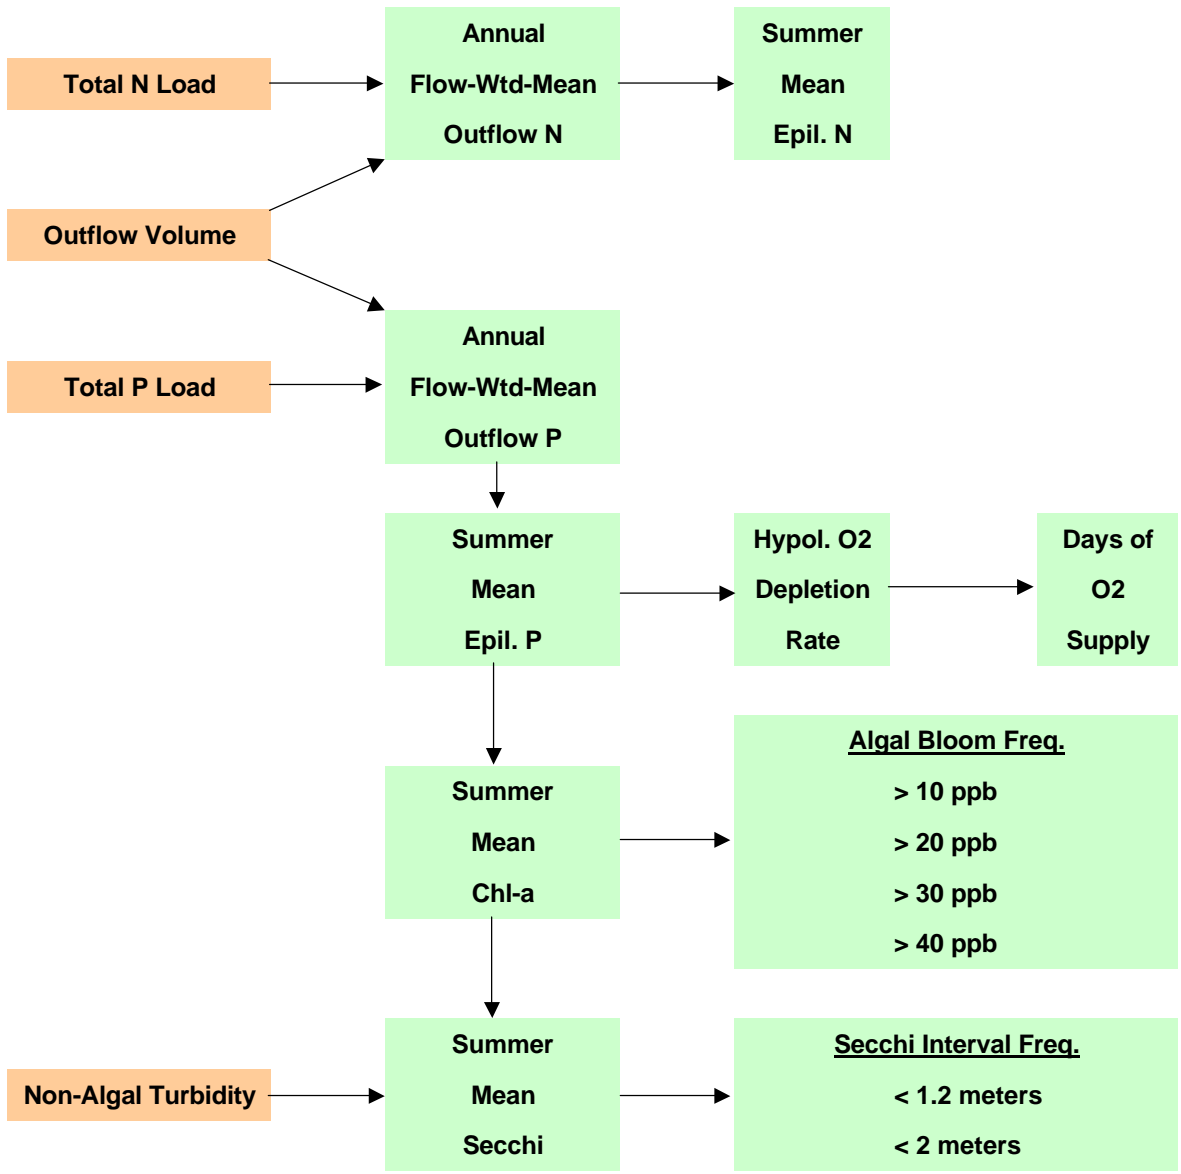 Total N Load
Annual
Flow-Wtd-Mean
Outflow N
Summer
Mean
Epil. N
Outflow Volume
Total P Load
Annual
Flow-Wtd-Mean
Outflow P
Summer
Mean
Epil. P
Hypol. O2
Depletion
Rate
Days of
O2
Supply
Summer
Mean
Chl-a
Algal Bloom Freq.
> 10 ppb
> 20 ppb
> 30 ppb
> 40 ppb
Non-Algal Turbidity
Summer
Mean
Secchi
Secchi Interval Freq.
< 1.2 meters
< 2 meters